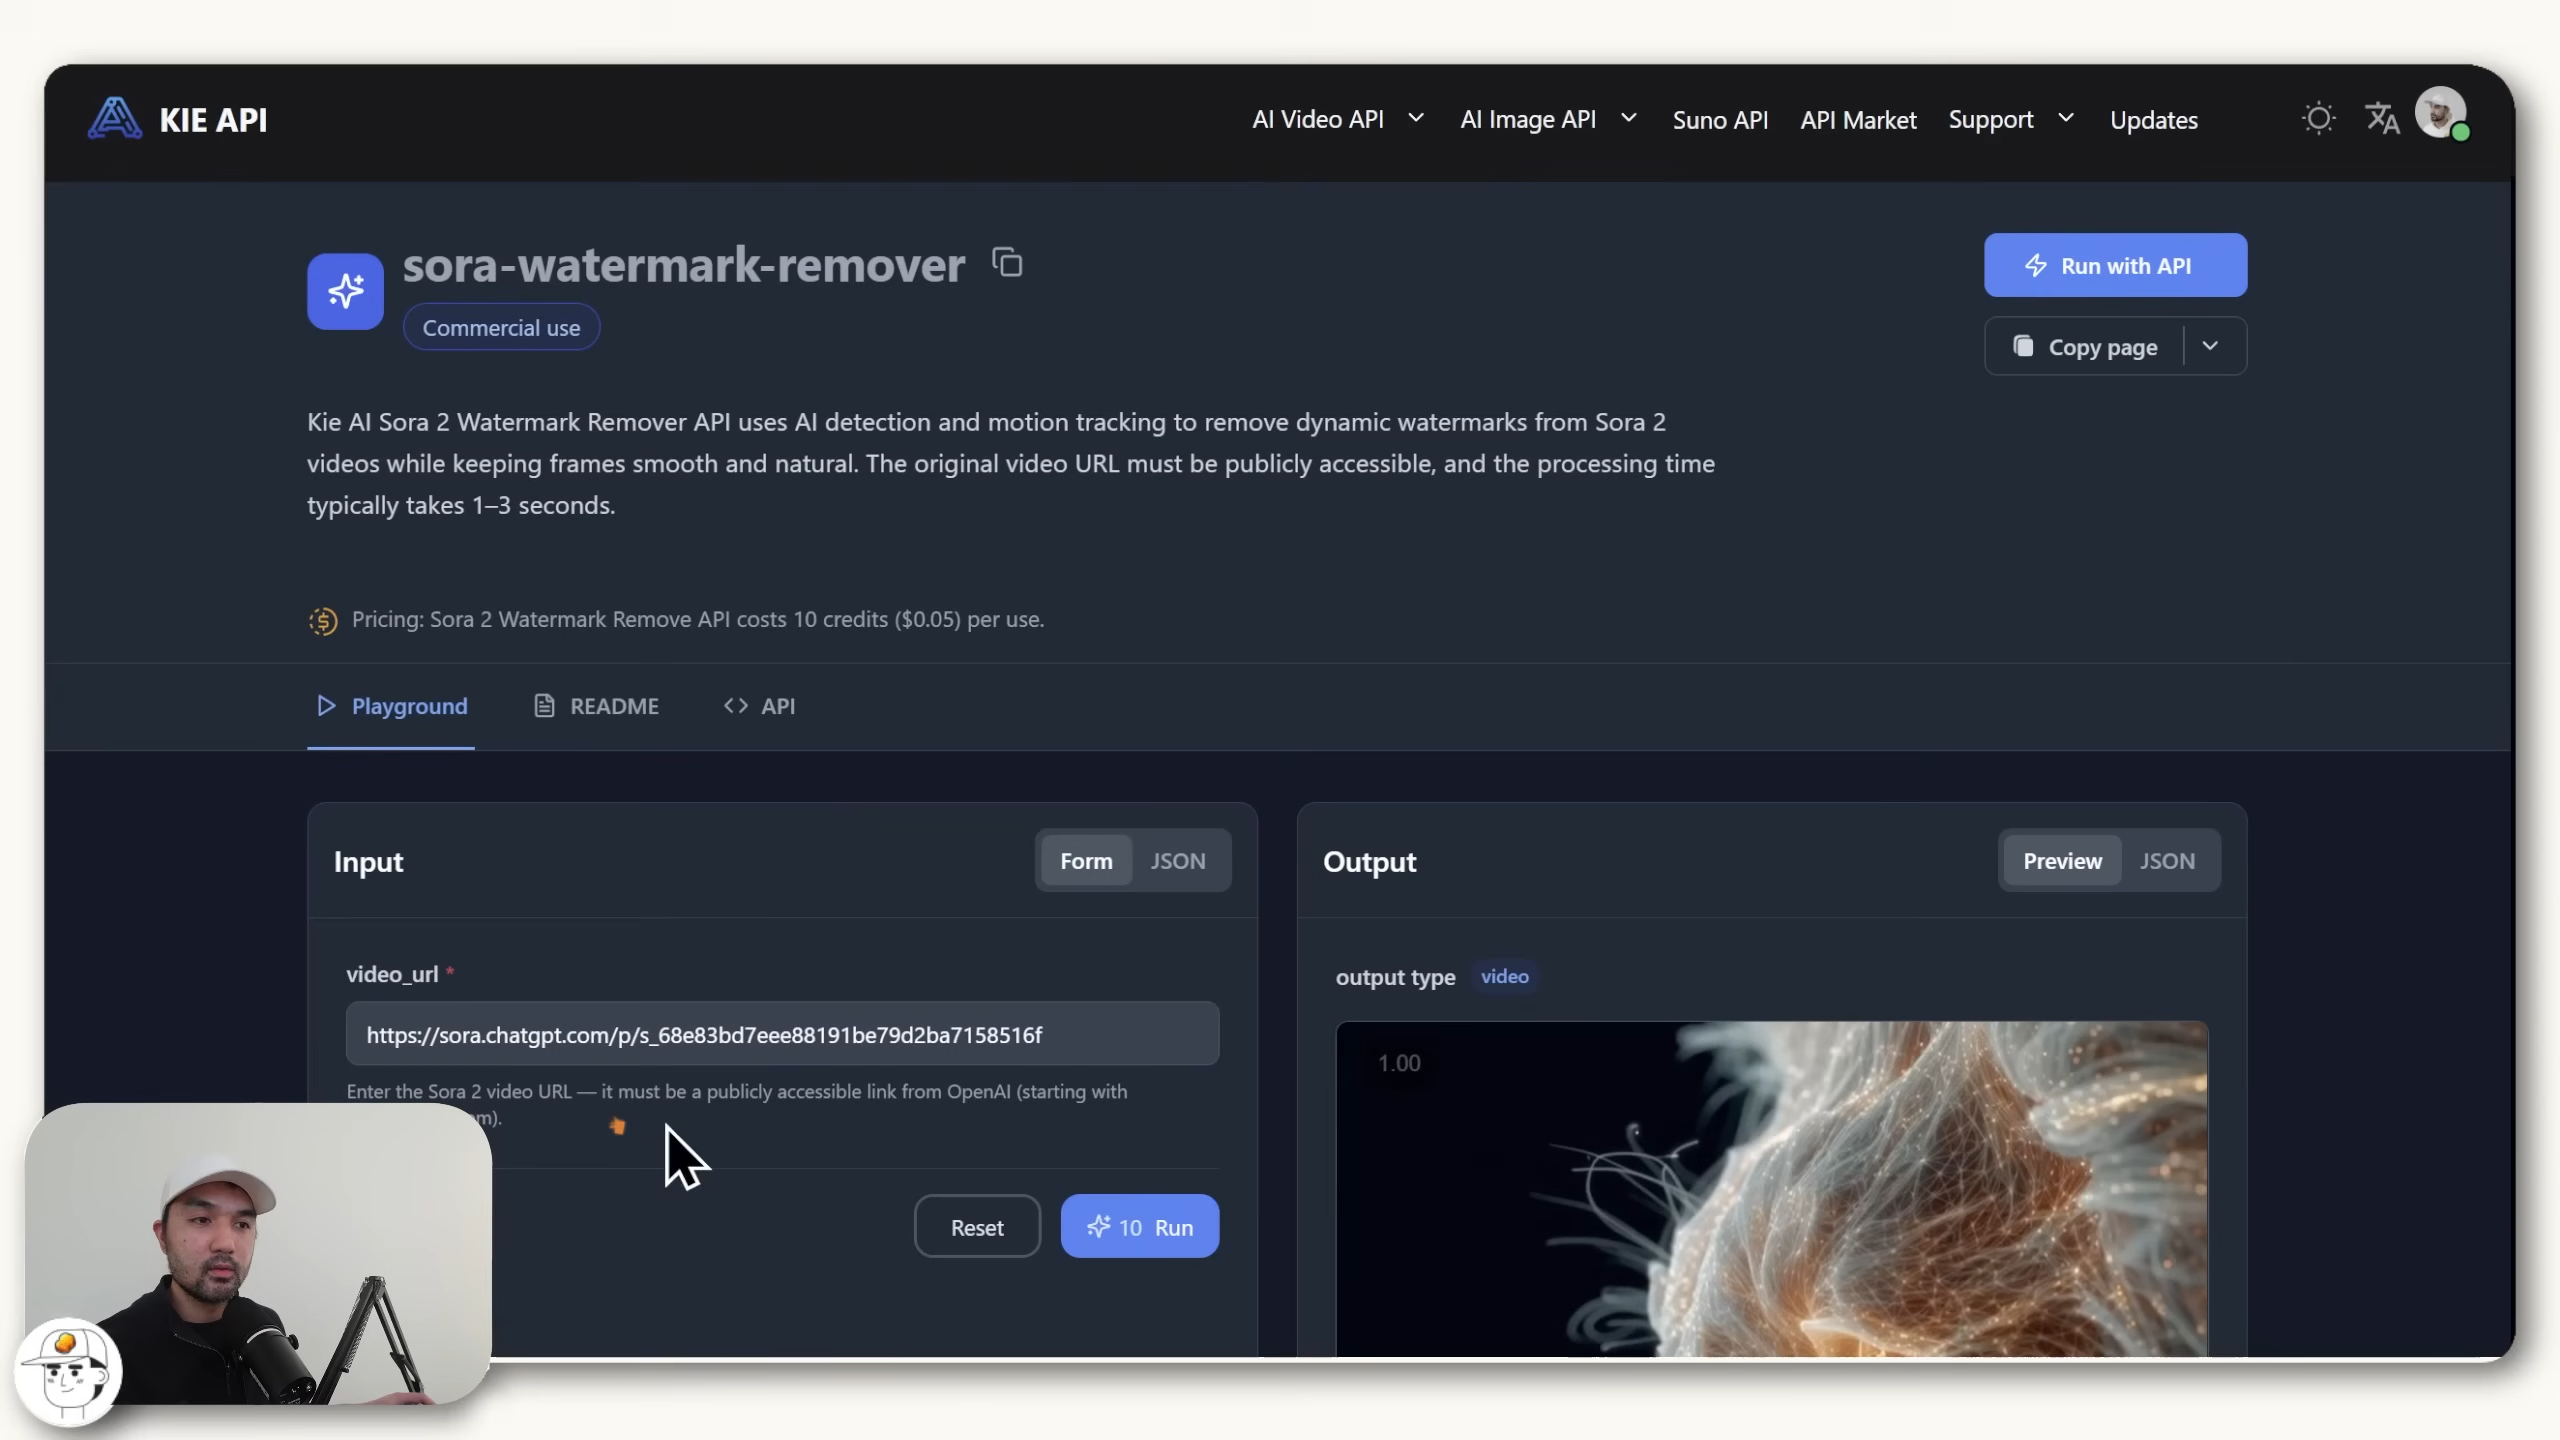 KIE API
AI Video API
AI Image API
Suno API
API Market
Support
Updates
sora-watermark-remover
Commercial use
Run with API
Copy page
Kie AI Sora 2 Watermark Remover API uses AI detection and motion tracking to remove dynamic watermarks from Sora 2
videos while keeping frames smooth and natural. The original video URL must be publicly accessible, and the processing time
typically takes 1–3 seconds.
Pricing: Sora 2 Watermark Remove API costs 10 credits ($0.05) per use.
Playground
README
API
Input
Form
JSON
Output
Preview
JSON
video_url *
https://sora.chatgpt.com/p/s_68e83bd7eee88191be79d2ba7158516f
Enter the Sora 2 video URL — it must be a publicly accessible link from OpenAI (starting with
m).
Reset
10 Run
output type
video
1.00